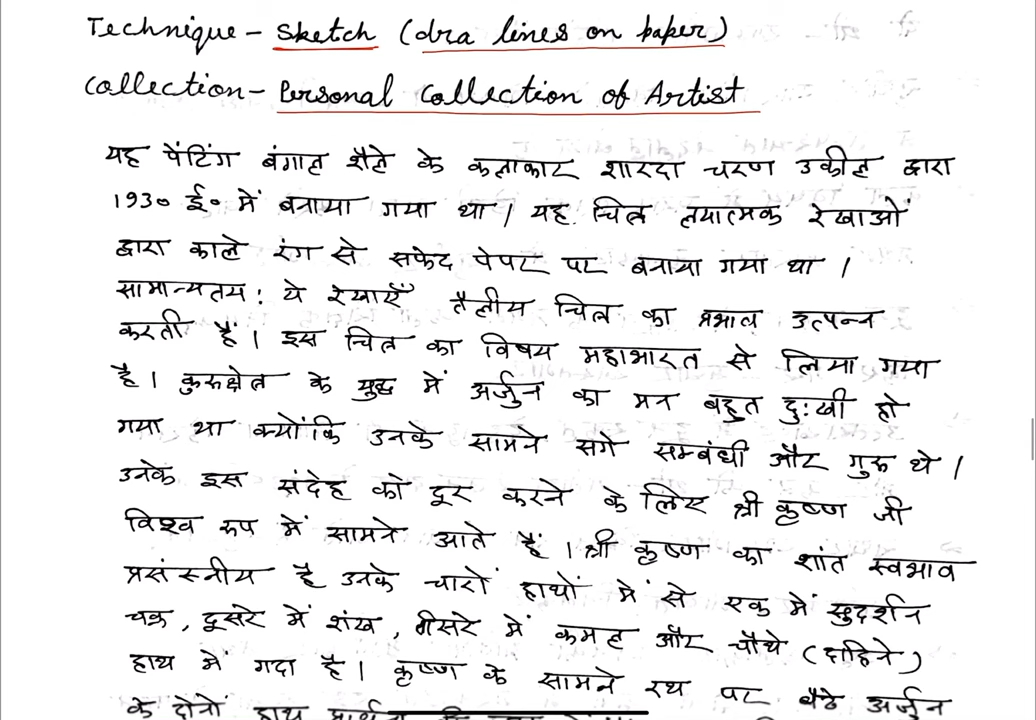 Technique - Sketch (dra lines on paper)
Collection - Personal Collection of Artist
यह पेंटिंग बंगाल शैले के कलाकार शारदा चरण उकील द्वारा
1930 ई० में बनाया गया था। यह चित्र लयात्मक रेखाओं
द्वारा काले रंग से सफेद पेपर पर बनाया गया था।
सामान्यतय: ये रेखाएँ तैलीय चित्र का प्रभाव उत्पन्न
करती हैं। इस चित्र का विषय महाभारत से लिया गया
है। कुरुक्षेत्र के युद्ध में अर्जुन का मन बहुत दु:खी हो
गया था क्योंकि उनके सामने सगे सम्बंधी और गुरु थे।
उनके इस संदेह को दूर करने के लिए श्री कृष्ण जी
विश्व रुप में सामने आते हैं। श्री कृष्ण का शांत स्वभाव
प्रसंस्नीय है उनके चारों हाथों में से एक में सुदर्शन
चक्र, दूसरे में शंख, तीसरे में कमल और चौथे (दाहिने)
हाथ में गदा है। कृष्ण के सामने रथ पर बैठे अर्जुन
के दोनों हाथ